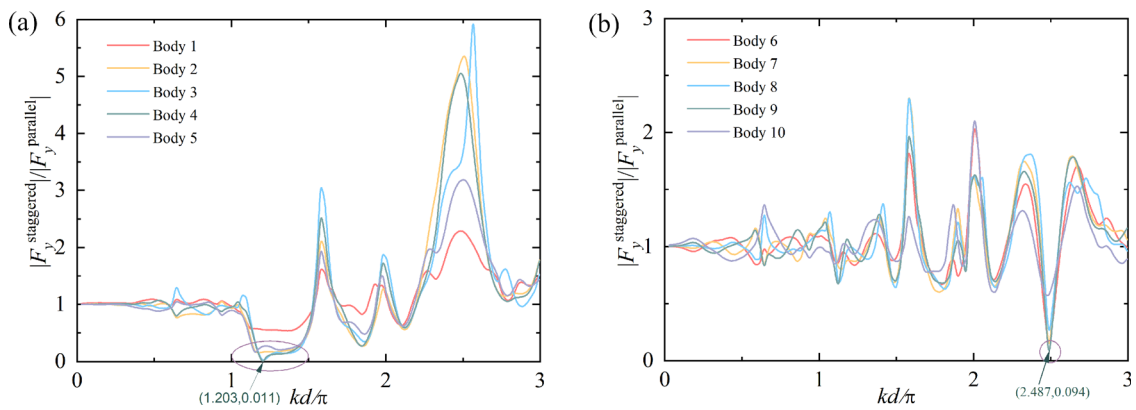 (a)
6
5
4
3
2
1
0
|F_y^staggered|/|F_y^parallel|
Body 1
Body 2
Body 3
Body 4
Body 5
0
1
2
3
(1.203,0.011)
kd/π
(b)
3
2
1
0
|F_y^staggered|/|F_y^parallel|
Body 6
Body 7
Body 8
Body 9
Body 10
0
1
2
3
kd/π
(2.487,0.094)